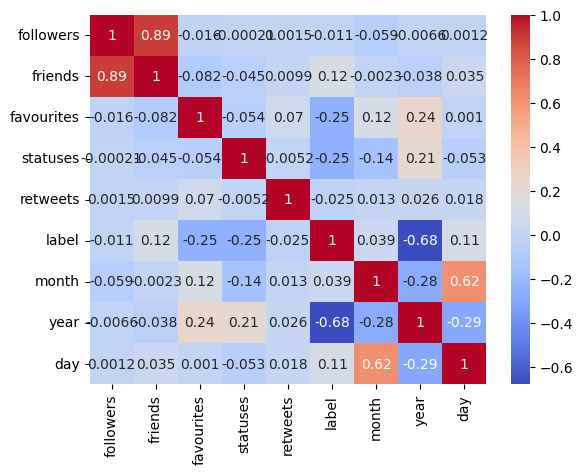 followers 1 0.89 -0.016 -0.00021 0.0015 -0.011 -0.059 -0.0066 0.0012
friends 0.89 1 -0.082 -0.045 0.0099 0.12 -0.0023 -0.038 0.035
favourites -0.016 -0.082 1 -0.054 0.07 -0.25 0.12 0.24 0.001
statuses -0.00021 -0.045 -0.054 1 -0.0052 -0.25 -0.14 0.21 -0.053
retweets 0.0015 0.0099 0.07 -0.0052 1 -0.025 0.013 0.026 0.018
label -0.011 0.12 -0.25 -0.25 -0.025 1 0.039 -0.68 0.11
month -0.059 -0.0023 0.12 -0.14 0.013 0.039 1 -0.28 0.62
year -0.0066 -0.038 0.24 0.21 0.026 -0.68 -0.28 1 -0.29
day 0.0012 0.035 0.001 -0.053 0.018 0.11 0.62 -0.29 1
followers
friends
favourites
statuses
retweets
label
month
year
day
1.0
0.8
0.6
0.4
0.2
0.0
−0.2
−0.4
−0.6